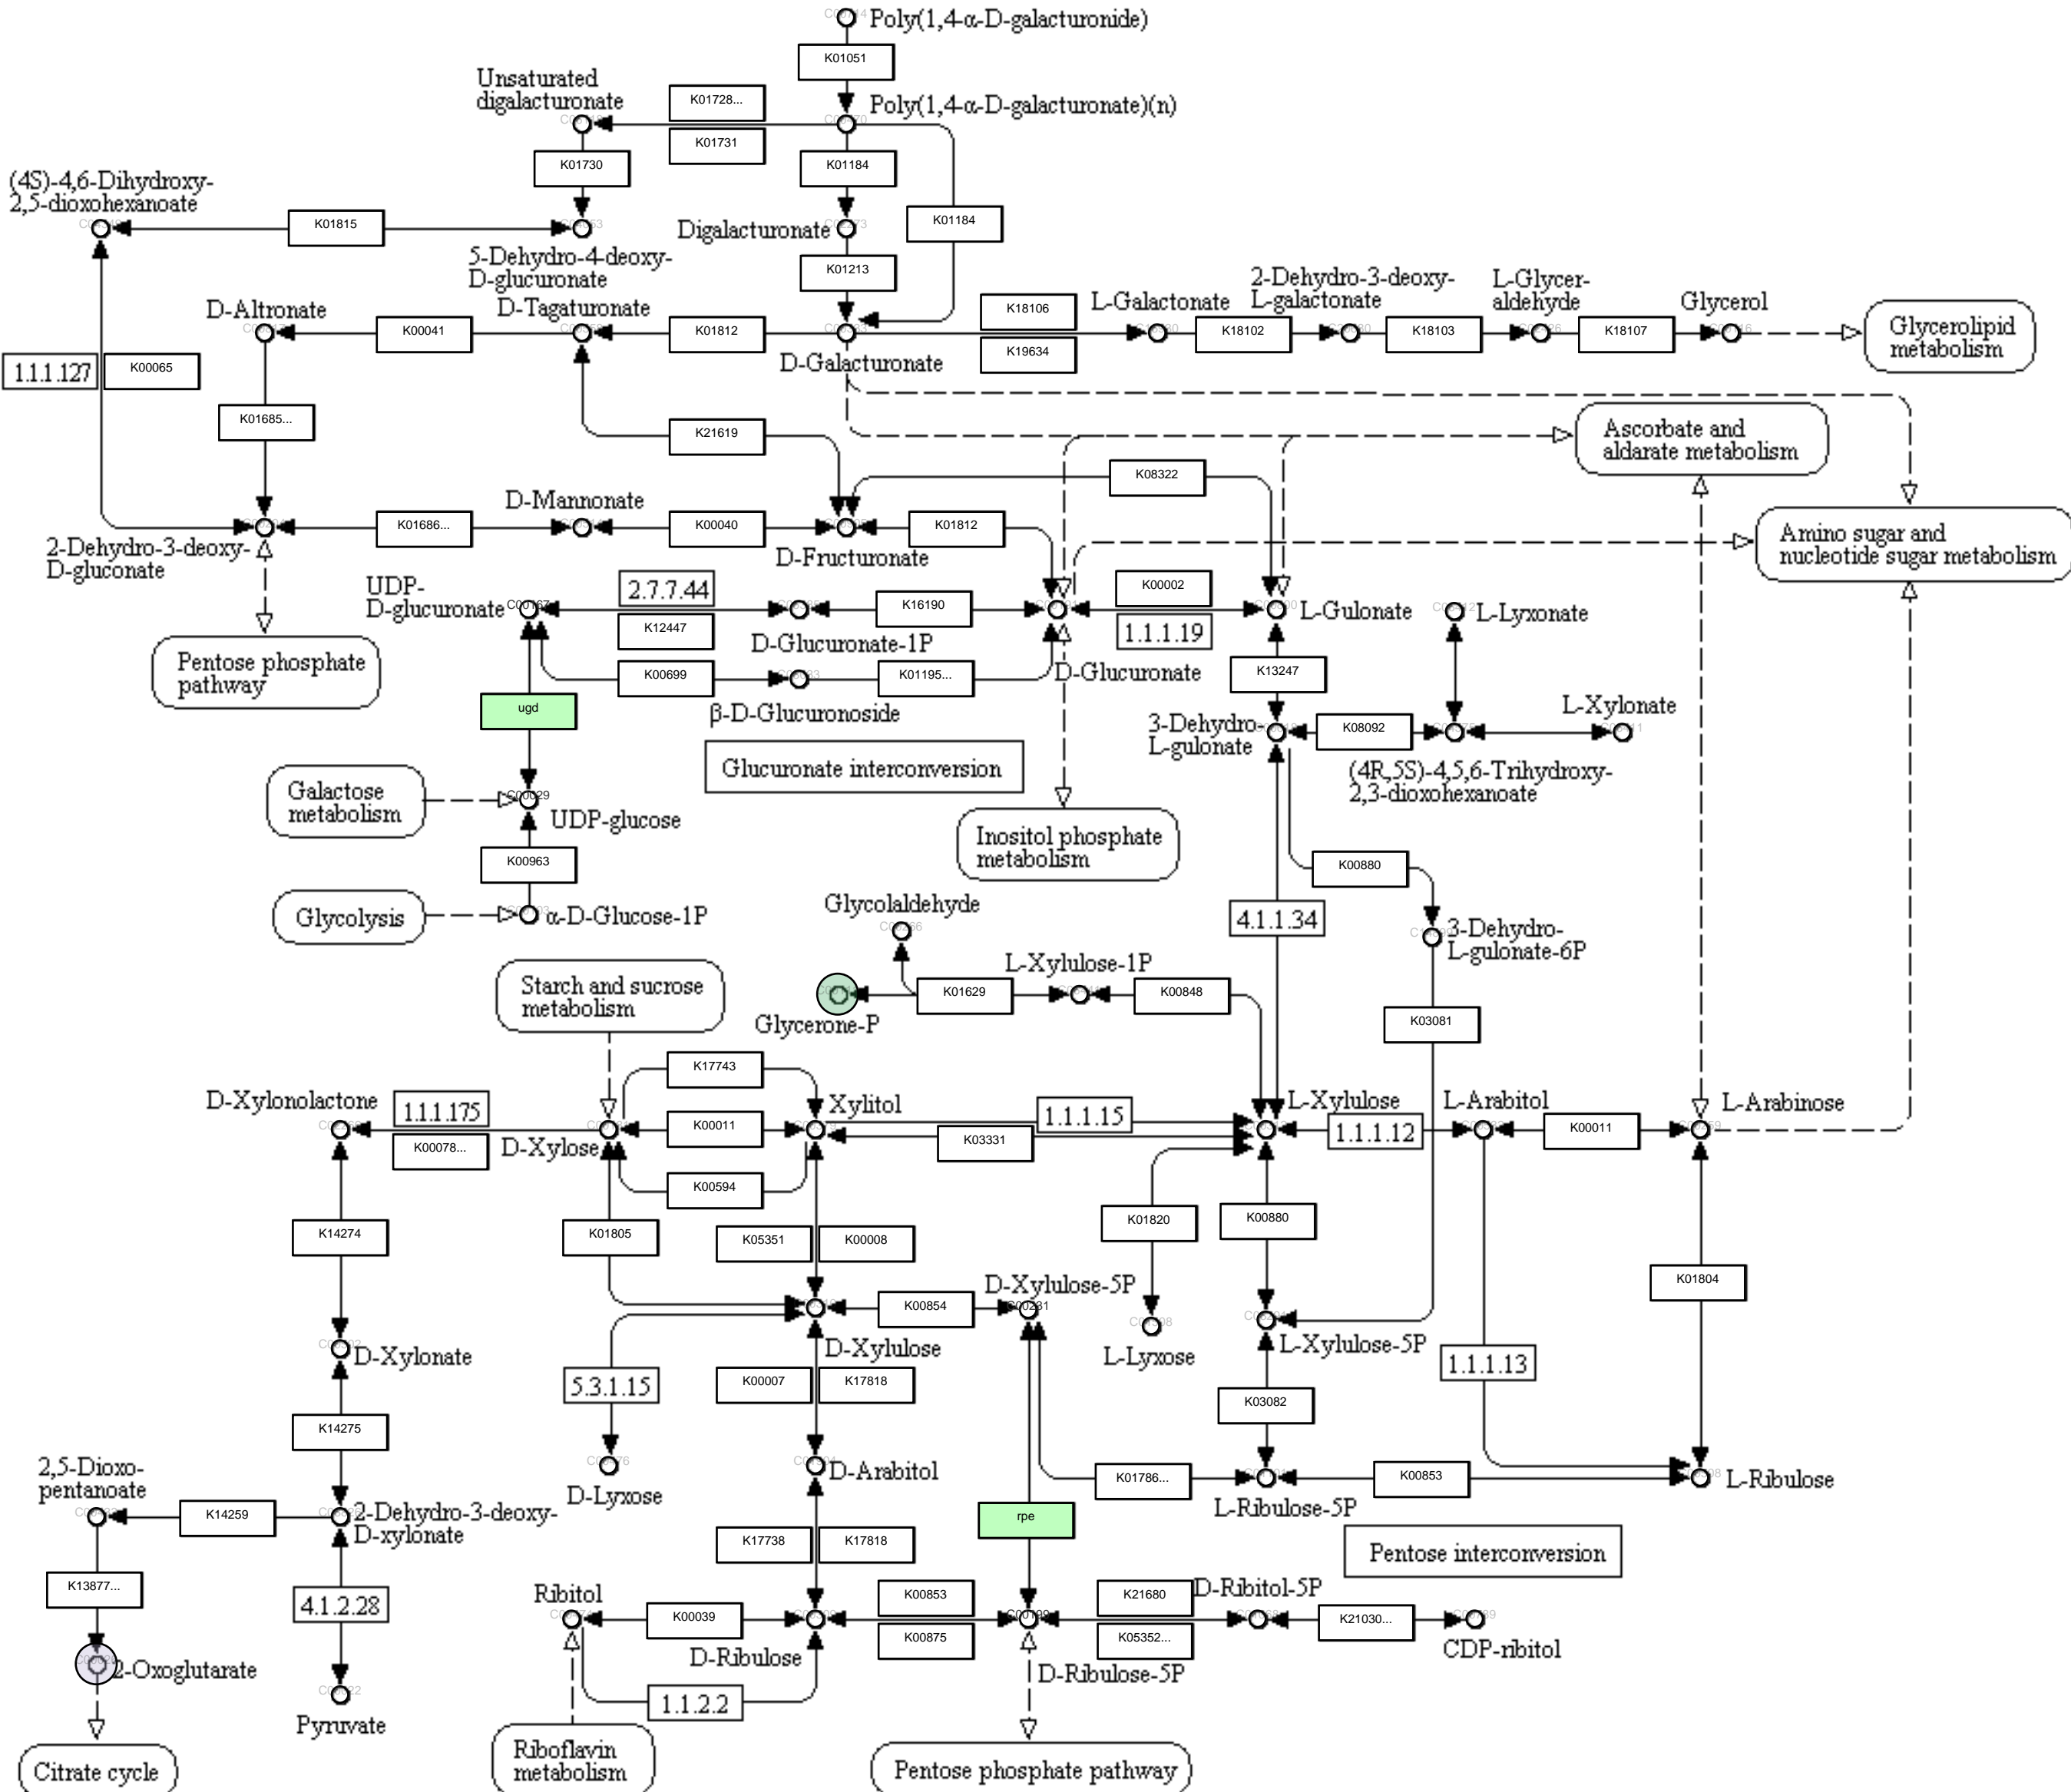 Poly(1,4-α-D-galacturonide)
K01051
Unsaturated
digalacturonate
K01728...
Poly(1,4-α-D-galacturonate)(n)
K01731
K01730
K01184
(4S)-4,6-Dihydroxy-
2,5-dioxohexanoate
K01815
Digalacturonate
K01184
5-Dehydro-4-deoxy-
D-glucuronate
K01213
D-Altronate
D-Tagaturonate
K18106
L-Galactonate
2-Dehydro-3-deoxy-
L-galactonate
L-Glycer-
aldehyde
Glycerol
K00041
K01812
K18102
K18103
K18107
Glycerolipid
metabolism
K19634
D-Galacturonate
1.1.1.127
K00065
K01685...
K21619
Ascorbate and
aldarate metabolism
K08322
D-Mannonate
K01686...
K00040
K01812
Amino sugar and
nucleotide sugar metabolism
2-Dehydro-3-deoxy-
D-gluconate
D-Fructuronate
UDP-
D-glucuronate
C00167
2.7.7.44
K12447
K16190
K00002
1.1.1.19
L-Gulonate
L-Lyxonate
D-Glucuronate-1P
D-Glucuronate
Pentose phosphate
pathway
K00699
K01195...
K13247
ugd
β-D-Glucuronoside
L-Xylonate
3-Dehydro-
L-gulonate
K08092
Glucuronate interconversion
(4R,5S)-4,5,6-Trihydroxy-
2,3-dioxohexanoate
Galactose
metabolism
C00029
UDP-glucose
Inositol phosphate
metabolism
K00963
K00880
Glycolysis
α-D-Glucose-1P
Glycolaldehyde
4.1.1.34
3-Dehydro-
L-gulonate-6P
Starch and sucrose
metabolism
L-Xylulose-1P
K01629
K00848
Glycerone-P
K03081
K17743
D-Xylonolactone
1.1.1.175
Xylitol
1.1.1.15
L-Xylulose
L-Arabitol
L-Arabinose
K00078...
D-Xylose
K00011
K03331
1.1.1.12
K00011
K00594
K14274
K01805
K05351
K00008
K01820
K00880
K01804
D-Xylulose-5P
C00231
K00854
D-Xylonate
D-Xylulose
L-Lyxose
L-Xylulose-5P
5.3.1.15
K00007
K17818
1.1.1.13
K03082
K14275
2,5-Dioxo-
pentanoate
D-Lyxose
D-Arabitol
K01786...
K00853
L-Ribulose
L-Ribulose-5P
K14259
2-Dehydro-3-deoxy-
D-xylonate
rpe
K17738
K17818
Pentose interconversion
K13877...
4.1.2.28
Ribitol
K00039
K00853
K00875
C00199
K21680
K05352...
D-Ribitol-5P
K21030...
CDP-ribitol
D-Ribulose
D-Ribulose-5P
2-Oxoglutarate
1.1.2.2
Pyruvate
Citrate cycle
Riboflavin
metabolism
Pentose phosphate pathway